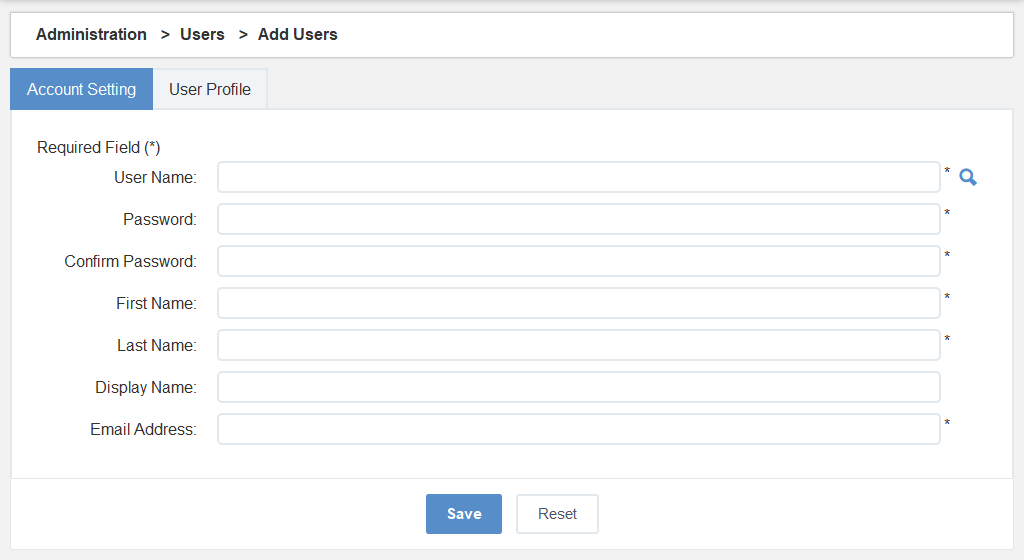 Administration > Users > Add Users
Account Setting User Profile
Required Field (*)
User Name: *
Password: *
Confirm Password: *
First Name: *
Last Name: *
Display Name:
Email Address: *
Save Reset